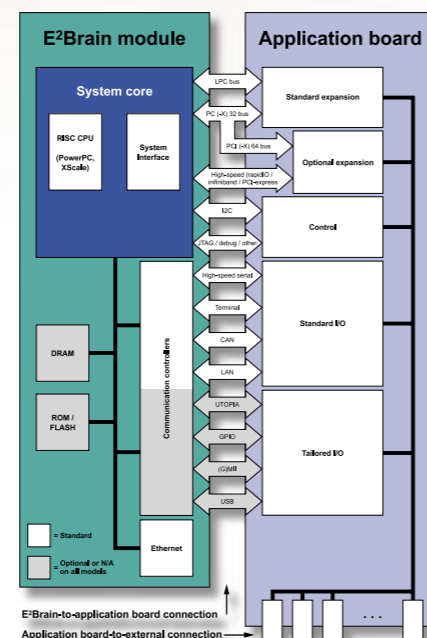 E²Brain module
Application board
System core
RISC CPU
(PowerPC,
XScale)
System
Interface
LPC bus
PC (-X) 32 bus
PCI (-X) 64 bus
High-speed (rapidIO /
infiniband / PCI-express
I2C
JTAG / debug / other
High-speed serial
Terminal
CAN
LAN
UTOPIA
GPIO
(G)MII
USB
Standard expansion
Optional expansion
Control
Standard I/O
Tailored I/O
Communication controllers
DRAM
ROM /
FLASH
Ethernet
= Standard
= Optional or N/A
on all models
E²Brain-to-application board connection
Application board-to-external connection
. . .